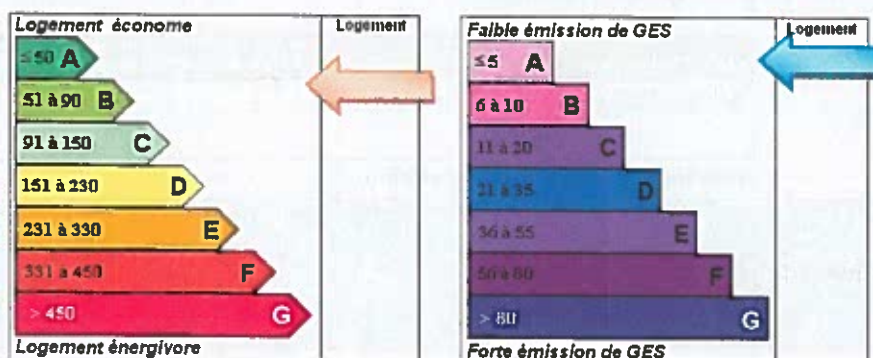 Logement économe
Logement
≤ 50 A
51 à 90 B
91 à 150 C
151 à 230 D
231 à 330 E
331 à 450 F
> 450 G
Logement énergivore
Faible émission de GES
Logement
≤ 5 A
6 à 10 B
11 à 20 C
21 à 35 D
36 à 55 E
56 à 80 F
> 80 G
Forte émission de GES